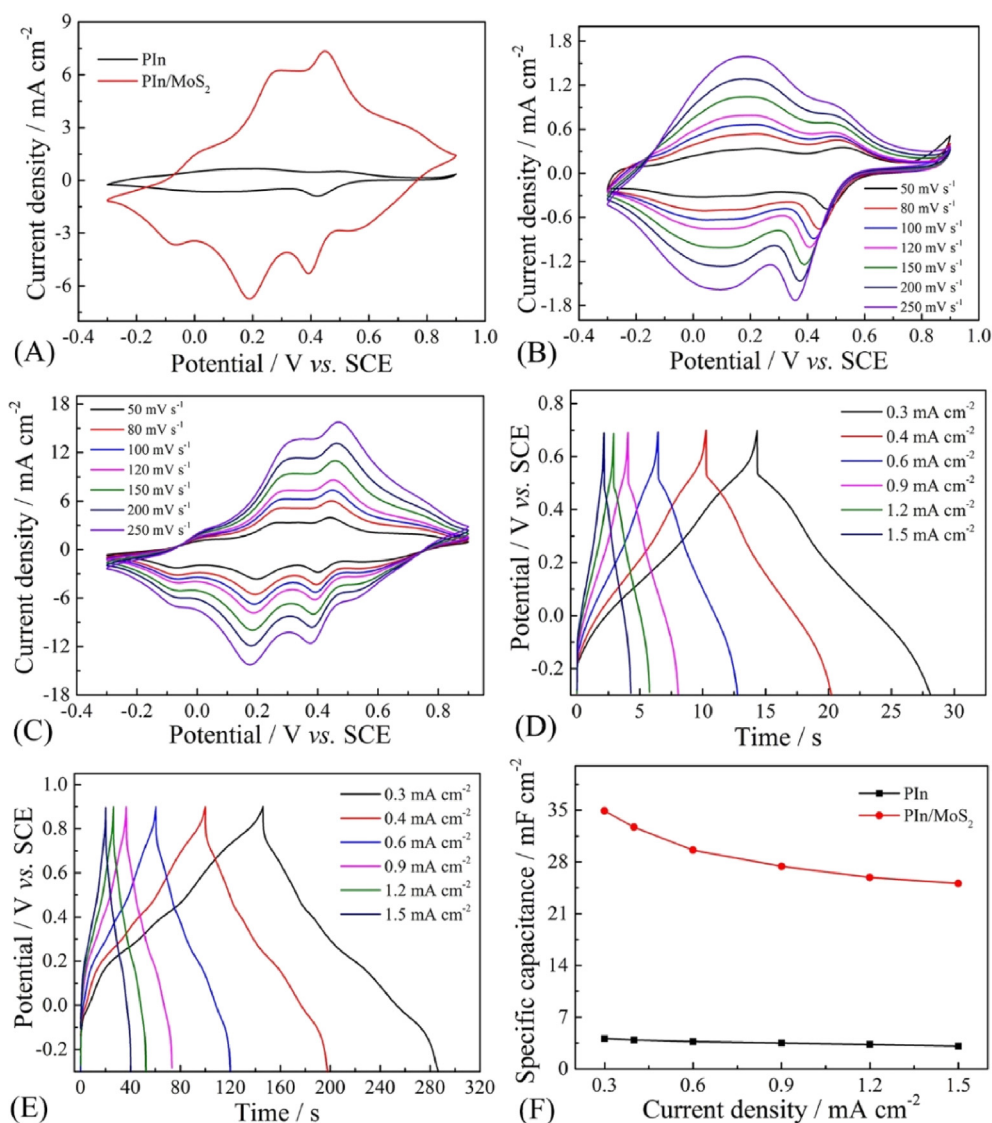 9
6
3
0
-3
-6
Current density / mA cm⁻²
PIn
PIn/MoS₂
-0.2 0.0 0.2 0.4 0.6 0.8 1.0
Potential / V vs. SCE
(A)
1.8
1.2
0.6
0.0
-0.6
-1.2
-1.8
Current density / mA cm⁻²
50 mV s⁻¹
80 mV s⁻¹
100 mV s⁻¹
120 mV s⁻¹
150 mV s⁻¹
200 mV s⁻¹
250 mV s⁻¹
-0.4 -0.2 0.0 0.2 0.4 0.6 0.8 1.0
Potential / V vs. SCE
(B)
18
12
6
0
-6
-12
-18
Current density / mA cm⁻²
50 mV s⁻¹
80 mV s⁻¹
100 mV s⁻¹
120 mV s⁻¹
150 mV s⁻¹
200 mV s⁻¹
250 mV s⁻¹
-0.4 -0.2 0.0 0.2 0.4 0.6 0.8
Potential / V vs. SCE
(C)
0.8
0.6
0.4
0.2
0.0
-0.2
Potential / V vs. SCE
0.3 mA cm⁻²
0.4 mA cm⁻²
0.6 mA cm⁻²
0.9 mA cm⁻²
1.2 mA cm⁻²
1.5 mA cm⁻²
0 5 10 15 20 25 30
Time / s
(D)
1.0
0.8
0.6
0.4
0.2
0.0
-0.2
Potential / V vs. SCE
0.3 mA cm⁻²
0.4 mA cm⁻²
0.6 mA cm⁻²
0.9 mA cm⁻²
1.2 mA cm⁻²
1.5 mA cm⁻²
0 40 80 120 160 200 240 280 320
Time / s
(E)
35
28
21
14
7
0
Specific capacitance / mF cm⁻²
PIn
PIn/MoS₂
0.3 0.6 0.9 1.2 1.5
Current density / mA cm⁻²
(F)